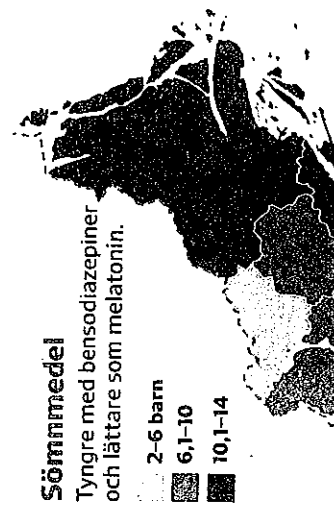 Sömnmedel
Tyngre med bensodiazepiner
och lättare som melatonin.
2–6 barn
6,1–10
10,1–14